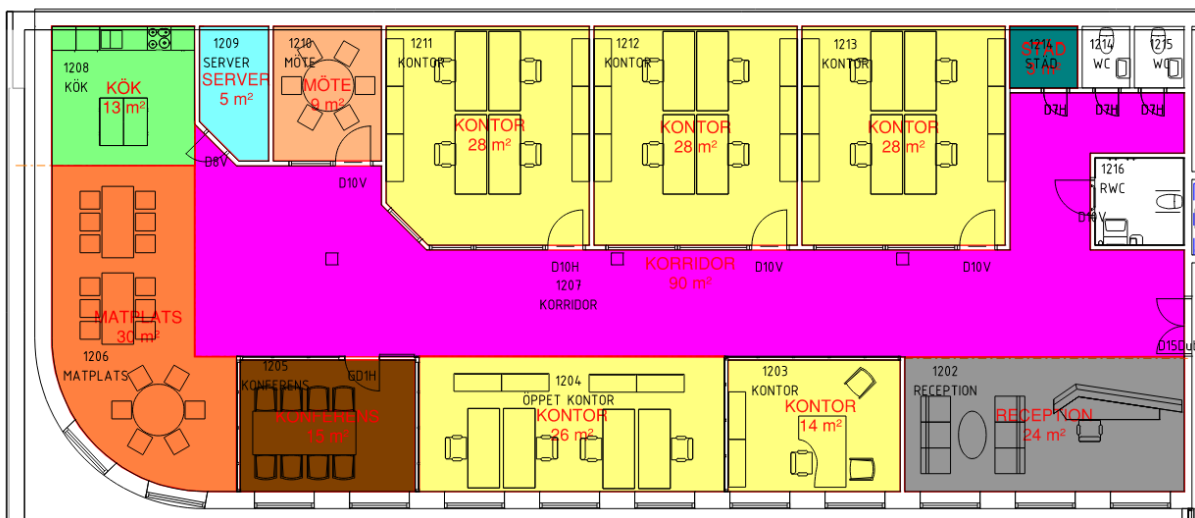 1208
KÖK
KÖK
13 m²
1209
SERVER
SERVER
5 m²
1210
MÖTE
MÖTE
9 m²
1211
KONTOR
KONTOR
28 m²
1212
KONTOR
KONTOR
28 m²
1213
KONTOR
KONTOR
28 m²
1214
STÄD
STÄD
1214
WC
1215
WC
D7H
D7H
D7H
D8V
D10V
1216
RWC
D10V
D10H
D10V
D10V
KORRIDOR
90 m²
1207
KORRIDOR
MATPLATS
30 m²
1206
MATPLATS
1205
KONFERENS
GD1H
KONFERENS
15 m²
1204
ÖPPET KONTOR
KONTOR
26 m²
1203
KONTOR
KONTOR
14 m²
1202
RECEPTION
RECEPTION
24 m²